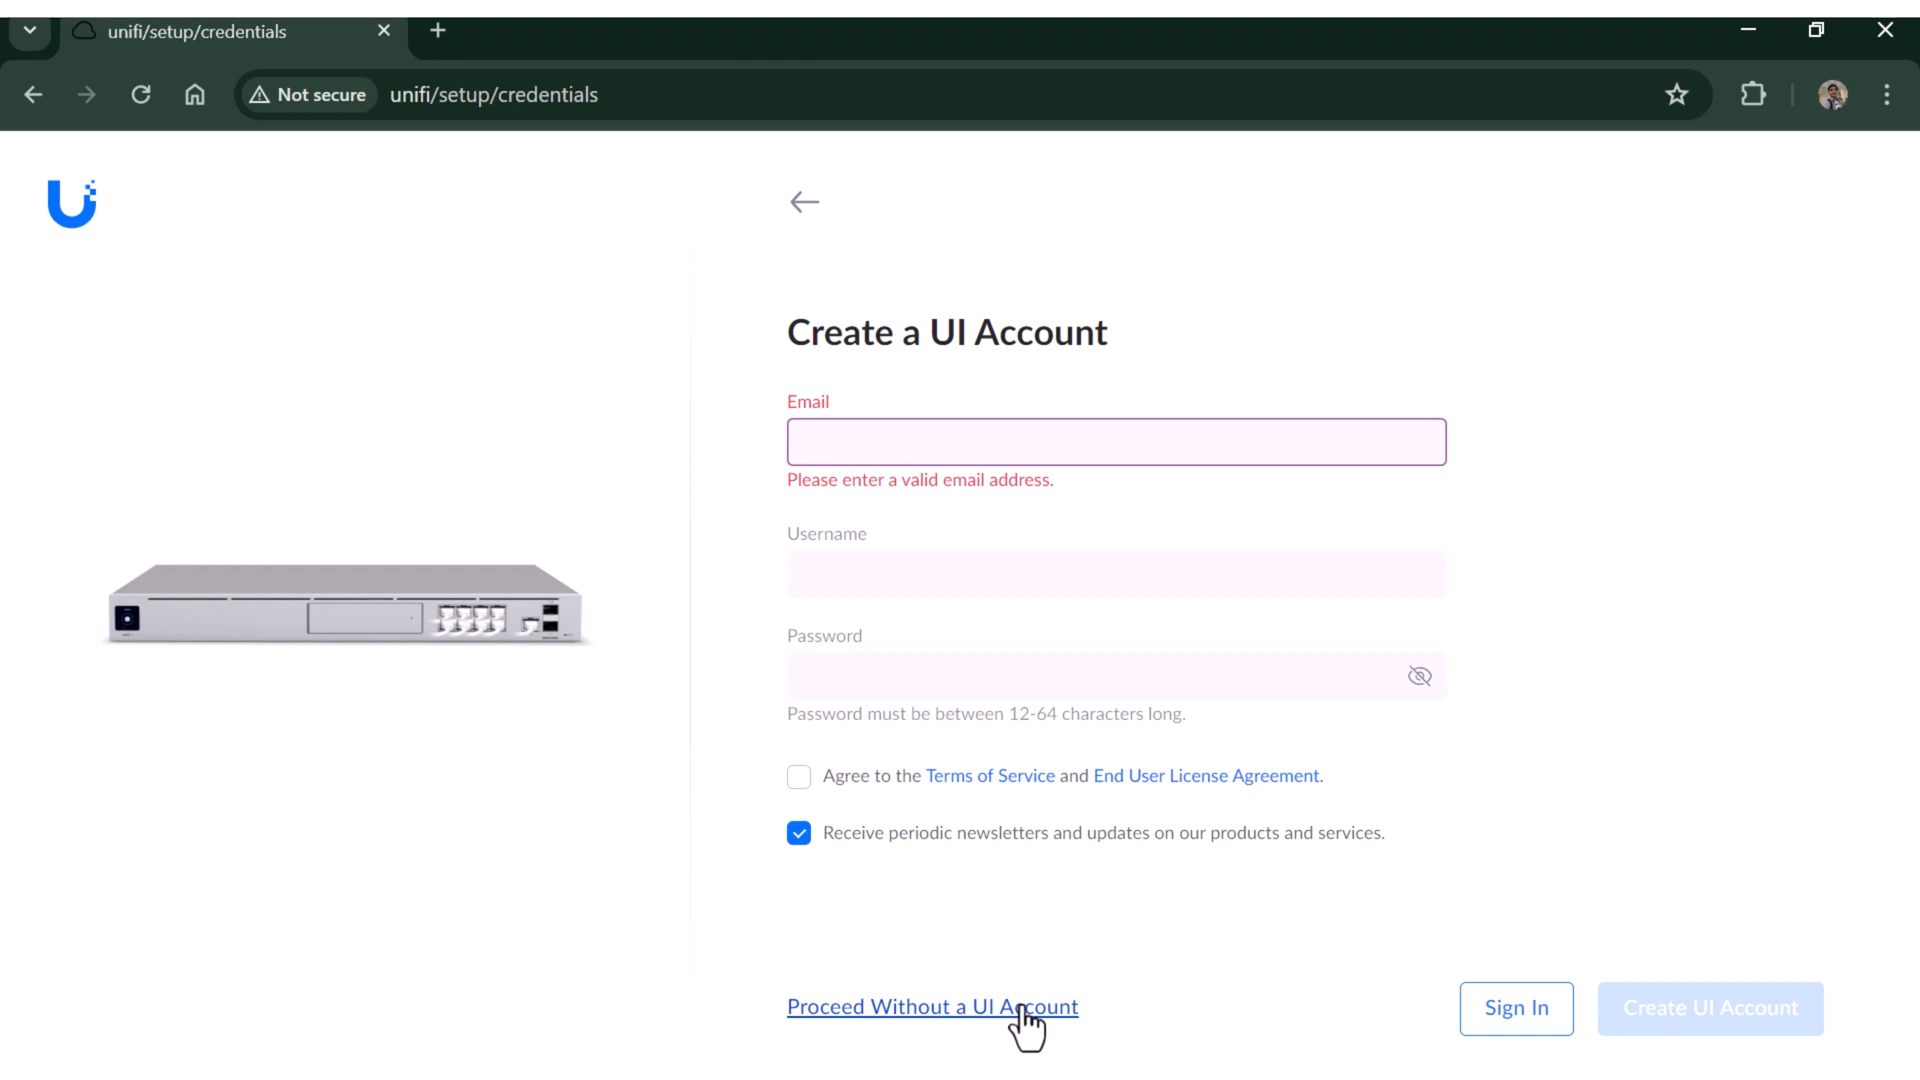 unifi/setup/credentials
Not secure
unifi/setup/credentials
Create a UI Account
Email
Please enter a valid email address.
Username
Password
Password must be between 12-64 characters long.
Agree to the Terms of Service and End User License Agreement.
Receive periodic newsletters and updates on our products and services.
Proceed Without a UI Account
Sign In
Create UI Account